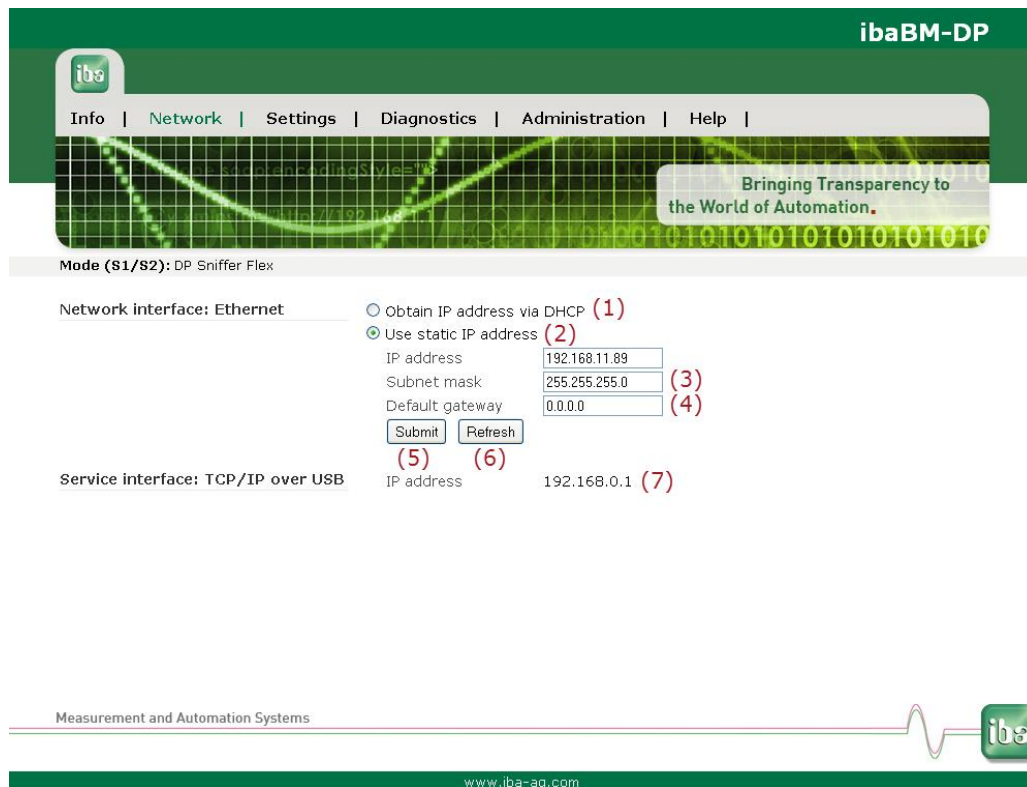 ibaBM-DP
iba
Info | Network | Settings | Diagnostics | Administration | Help |
Bringing Transparency to
the World of Automation.
Mode (S1/S2): DP Sniffer Flex
Network interface: Ethernet
Obtain IP address via DHCP (1)
Use static IP address (2)
IP address 192.168.11.89
Subnet mask 255.255.255.0 (3)
Default gateway 0.0.0.0 (4)
Submit Refresh
(5) (6)
Service interface: TCP/IP over USB IP address 192.168.0.1 (7)
Measurement and Automation Systems
iba
www.iba-ag.com